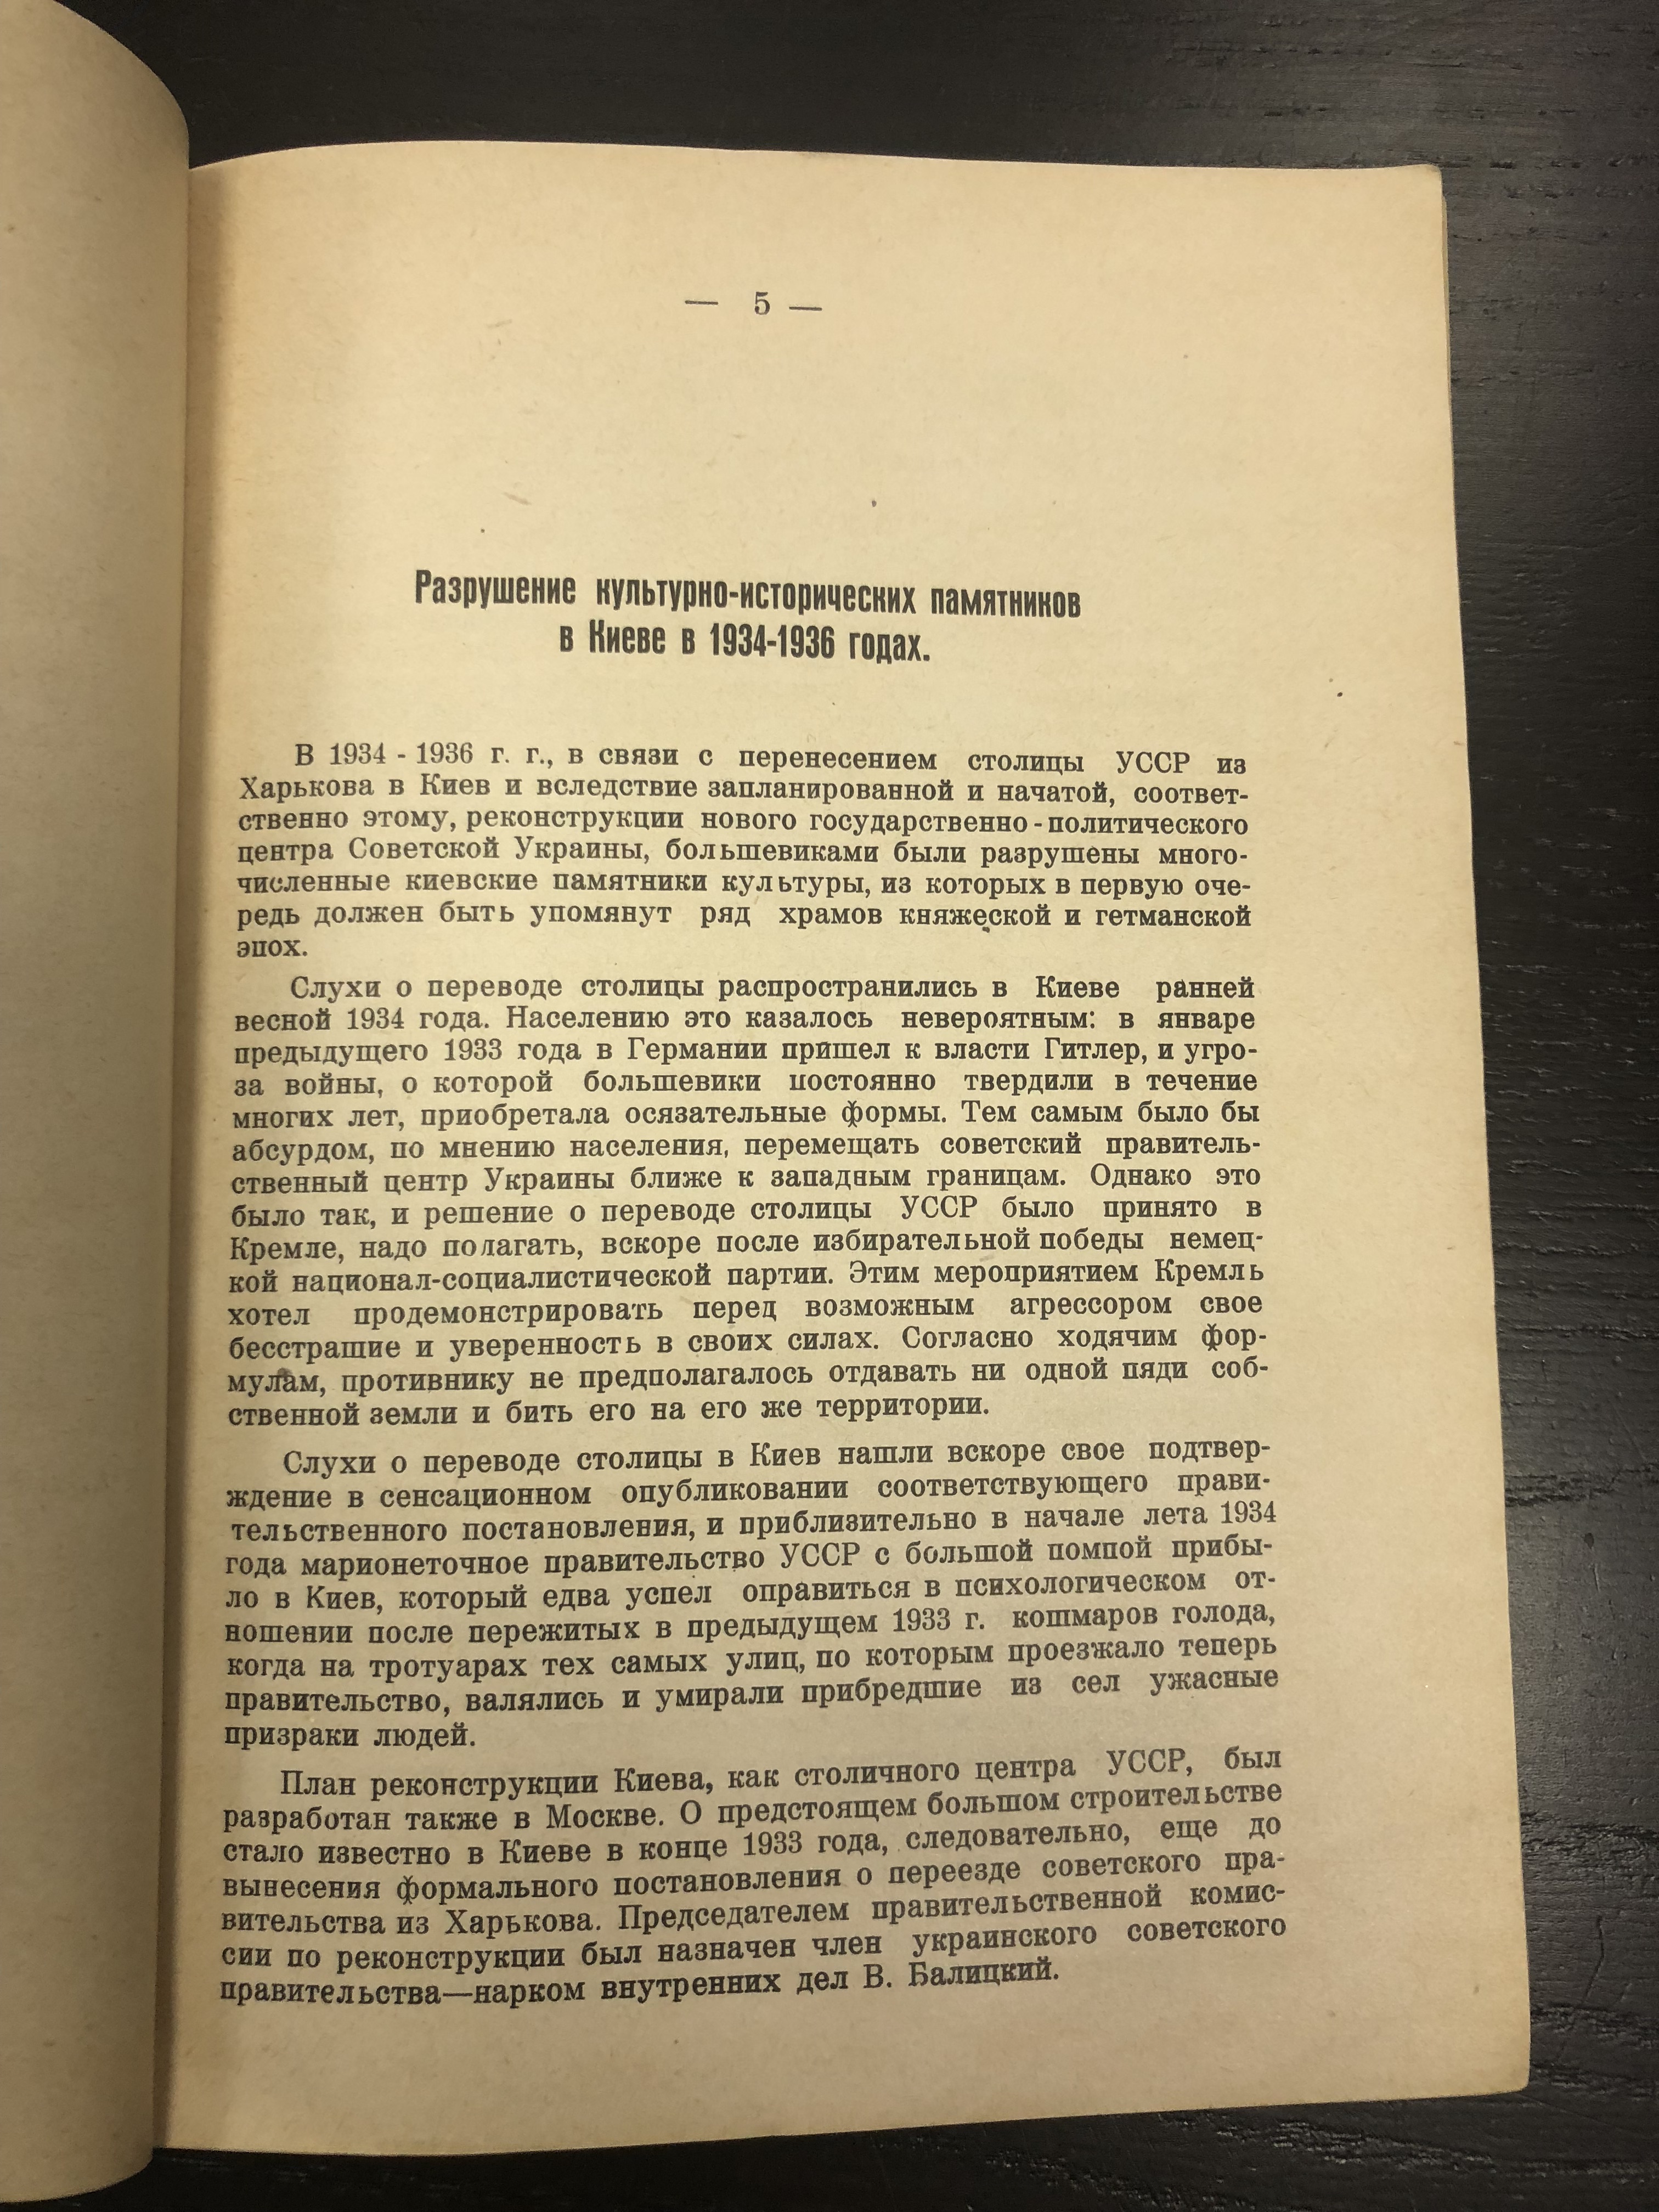 — 5 —
Разрушение культурно-исторических памятников
в Киеве в 1934-1936 годах.
В 1934 - 1936 г. г., в связи с перенесением столицы УССР из
Харькова в Киев и вследствие запланированной и начатой, соответ-
ственно этому, реконструкции нового государственно - политического
центра Советской Украины, большевиками были разрушены много-
численные киевские памятники культуры, из которых в первую оче-
редь должен быть упомянут ряд храмов княжеской и гетманской
эпох.
Слухи о переводе столицы распространились в Киеве ранней
весной 1934 года. Населению это казалось невероятным: в январе
предыдущего 1933 года в Германии пришел к власти Гитлер, и угро-
за войны, о которой большевики постоянно твердили в течение
многих лет, приобретала осязательные формы. Тем самым было бы
абсурдом, по мнению населения, перемещать советский правитель-
ственный центр Украины ближе к западным границам. Однако это
было так, и решение о переводе столицы УССР было принято в
Кремле, надо полагать, вскоре после избирательной победы немец-
кой национал-социалистической партии. Этим мероприятием Кремль
хотел продемонстрировать перед возможным агрессором свое
бесстрашие и уверенность в своих силах. Согласно ходячим фор-
мулам, противнику не предполагалось отдавать ни одной пяди соб-
ственной земли и бить его на его же территории.
Слухи о переводе столицы в Киев нашли вскоре свое подтвер-
ждение в сенсационном опубликовании соответствующего прави-
тельственного постановления, и приблизительно в начале лета 1934
года марионеточное правительство УССР с большой помпой прибы-
ло в Киев, который едва успел оправиться в психологическом от-
ношении после пережитых в предыдущем 1933 г. кошмаров голода,
когда на тротуарах тех самых улиц, по которым проезжало теперь
правительство, валялись и умирали прибредшие из сел ужасные
призраки людей.
План реконструкции Киева, как столичного центра УССР, был
разработан также в Москве. О предстоящем большом строительстве
стало известно в Киеве в конце 1933 года, следовательно, еще до
вынесения формального постановления о переезде советского пра-
вительства из Харькова. Председателем правительственной комис-
сии по реконструкции был назначен член украинского советского
правительства—нарком внутренних дел В. Балицкий.